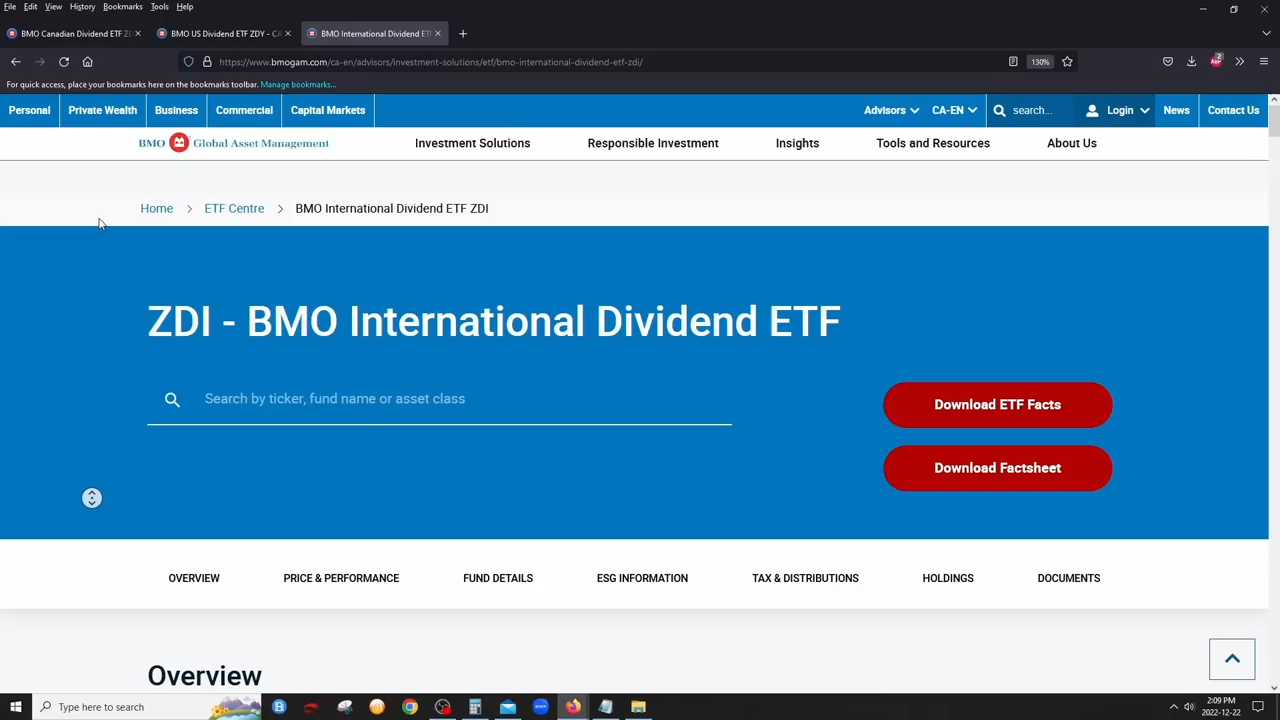 File Edit View History Bookmarks Tools Help
BMO Canadian Dividend ETF Z
BMO US Dividend ETF ZDY - CA
BMO International Dividend ETF
https://www.bmogam.com/ca-en/advisors/investment-solutions/etf/bmo-international-dividend-etf-zdi/
130%
2
For quick access, place your bookmarks here on the bookmarks toolbar. Manage bookmarks...
Personal Private Wealth Business Commercial Capital Markets Advisors CA-EN search... Login News Contact Us
BMO Global Asset Management Investment Solutions Responsible Investment Insights Tools and Resources About Us
Home > ETF Centre > BMO International Dividend ETF ZDI
ZDI - BMO International Dividend ETF
Search by ticker, fund name or asset class
Download ETF Facts
Download Factsheet
OVERVIEW PRICE & PERFORMANCE FUND DETAILS ESG INFORMATION TAX & DISTRIBUTIONS HOLDINGS DOCUMENTS
Overview
Type here to search
2:09 PM
2022-12-22